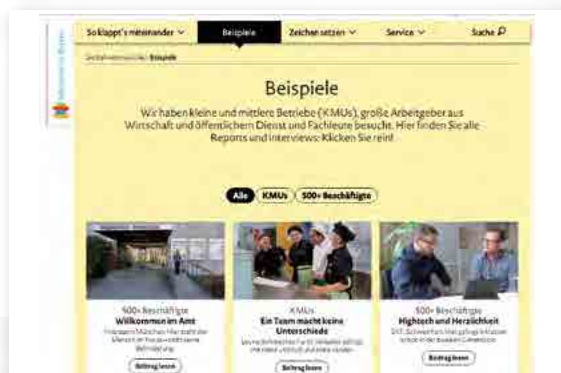 So klappt's miteinander
Beispiele
Zeichen setzen
Service
Suche
Beispiele
Beispiele
Wir haben kleine und mittlere Betriebe (KMUs), große Arbeitgeber aus
Wirtschaft und öffentlichem Dienst und Fachleute besucht. Hier finden Sie alle
Reports und Interviews: Klicken Sie rein!
Alle
KMUs
500+ Beschäftigte
500+ Beschäftigte
Willkommen im Amt
Beitrag lesen
KMUs
Ein Team macht keine
Unterschiede
Beitrag lesen
500+ Beschäftigte
Hightech und Herzlichkeit
Beitrag lesen